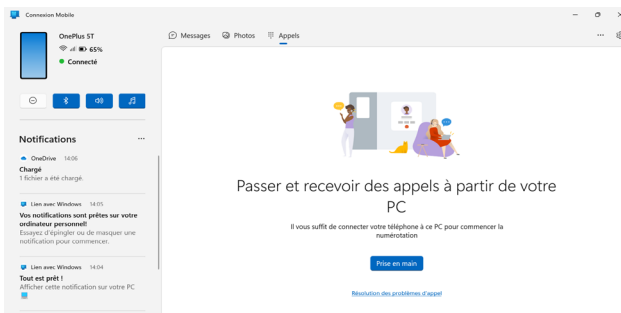 Connexion Mobile
OnePlus 5T
65%
Connecté
Messages
Photos
Appels
Notifications
OneDrive 14:06
Chargé
1 fichier a été chargé.
Lien avec Windows 14:05
Vos notifications sont prêtes sur votre
ordinateur personnel!
Essayez d'épingler ou de masquer une
notification pour commencer.
Lien avec Windows 14:04
Tout est prêt !
Afficher cette notification sur votre PC
Passer et recevoir des appels à partir de votre
PC
Il vous suffit de connecter votre téléphone à ce PC pour commencer la
numérotation
Prise en main
Résolution des problèmes d'appel